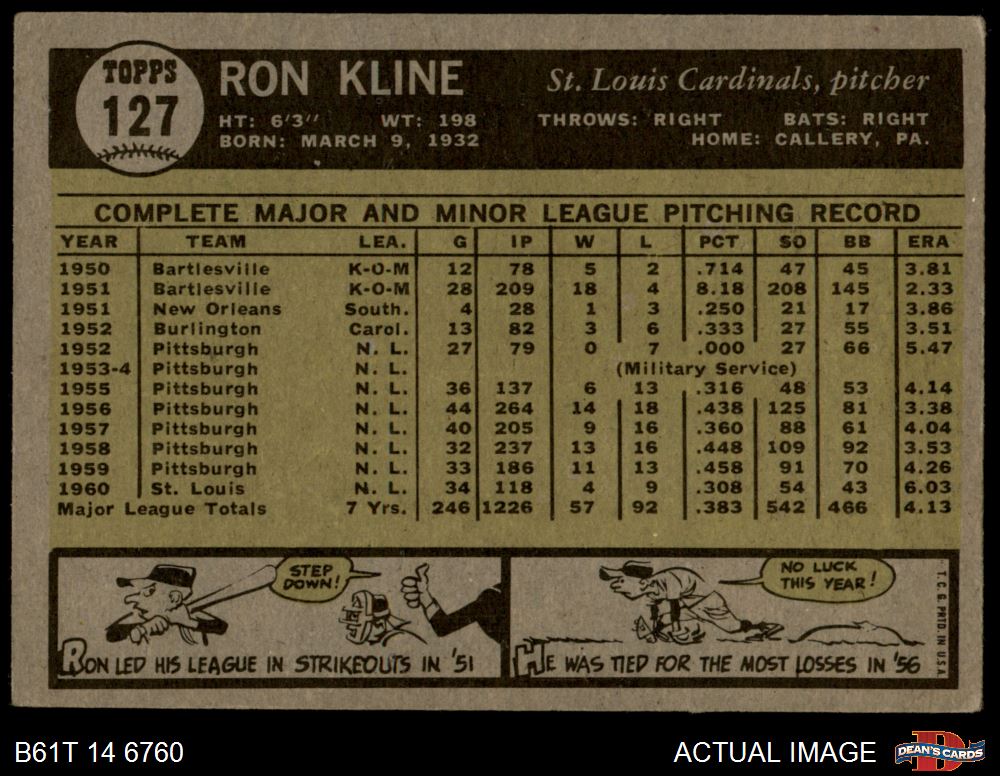 TOPPS
127
RON KLINE St. Louis Cardinals, pitcher
HT: 6'3" WT: 198 THROWS: RIGHT BATS: RIGHT
BORN: MARCH 9, 1932 HOME: CALLERY, PA.
COMPLETE MAJOR AND MINOR LEAGUE PITCHING RECORD
YEAR TEAM LEA. G IP W L PCT SO BB ERA
1950 Bartlesville K-O-M 12 78 5 2 .714 47 45 3.81
1951 Bartlesville K-O-M 28 209 18 4 8.18 208 145 2.33
1951 New Orleans South. 4 28 1 3 .250 21 17 3.86
1952 Burlington Carol. 13 82 3 6 .333 27 55 3.51
1952 Pittsburgh N. L. 27 79 0 7 .000 27 66 5.47
1953-4 Pittsburgh N. L. (Military Service)
1955 Pittsburgh N. L. 36 137 6 13 .316 48 53 4.14
1956 Pittsburgh N. L. 44 264 14 18 .438 125 81 3.38
1957 Pittsburgh N. L. 40 205 9 16 .360 88 61 4.04
1958 Pittsburgh N. L. 32 237 13 16 .448 109 92 3.53
1959 Pittsburgh N. L. 33 186 11 13 .458 91 70 4.26
1960 St. Louis N. L. 34 118 4 9 .308 54 43 6.03
Major League Totals 7 Yrs. 246 1226 57 92 .383 542 466 4.13
STEP
DOWN!
RON LED HIS LEAGUE IN STRIKEOUTS IN '51
NO LUCK
THIS YEAR!
HE WAS TIED FOR THE MOST LOSSES IN '56
T. C. G. PRTD. IN U.S.A.
B61T 14 6760 ACTUAL IMAGE
D
DEAN'S CARDS